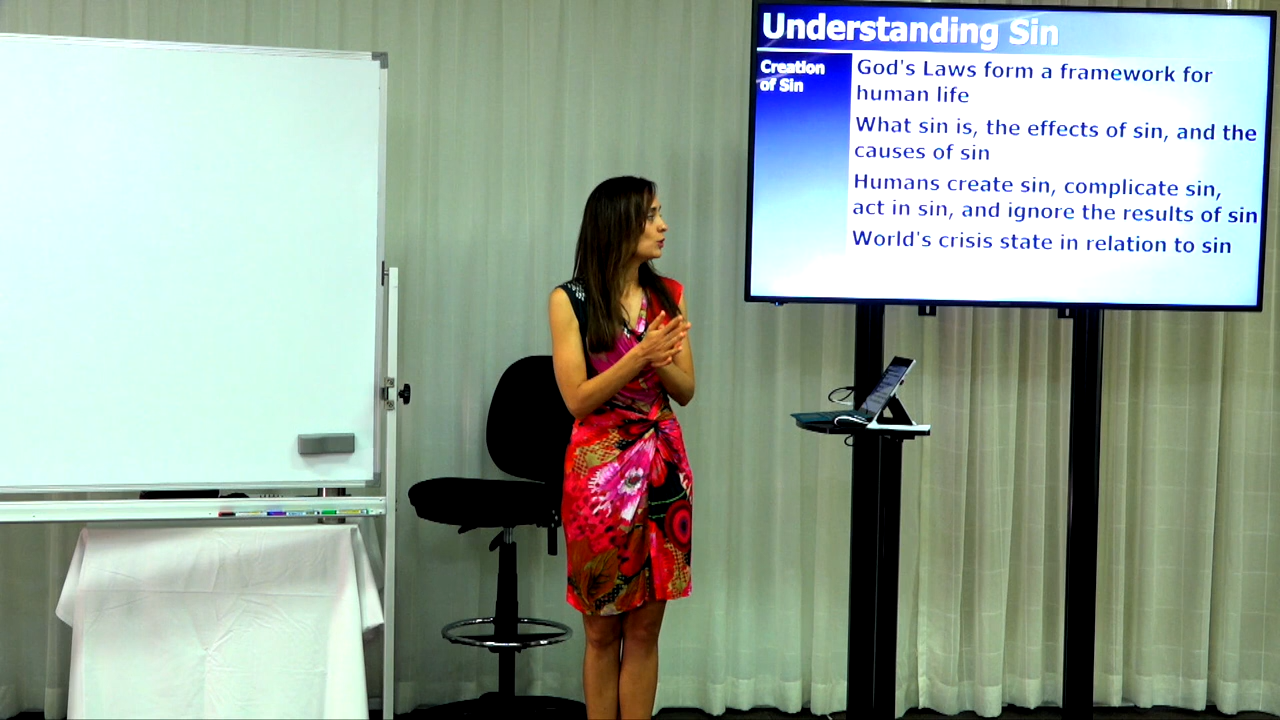 Understanding Sin
Creation
of Sin
God's Laws form a framework for
human life
What sin is, the effects of sin, and the
causes of sin
Humans create sin, complicate sin,
act in sin, and ignore the results of sin
World's crisis state in relation to sin